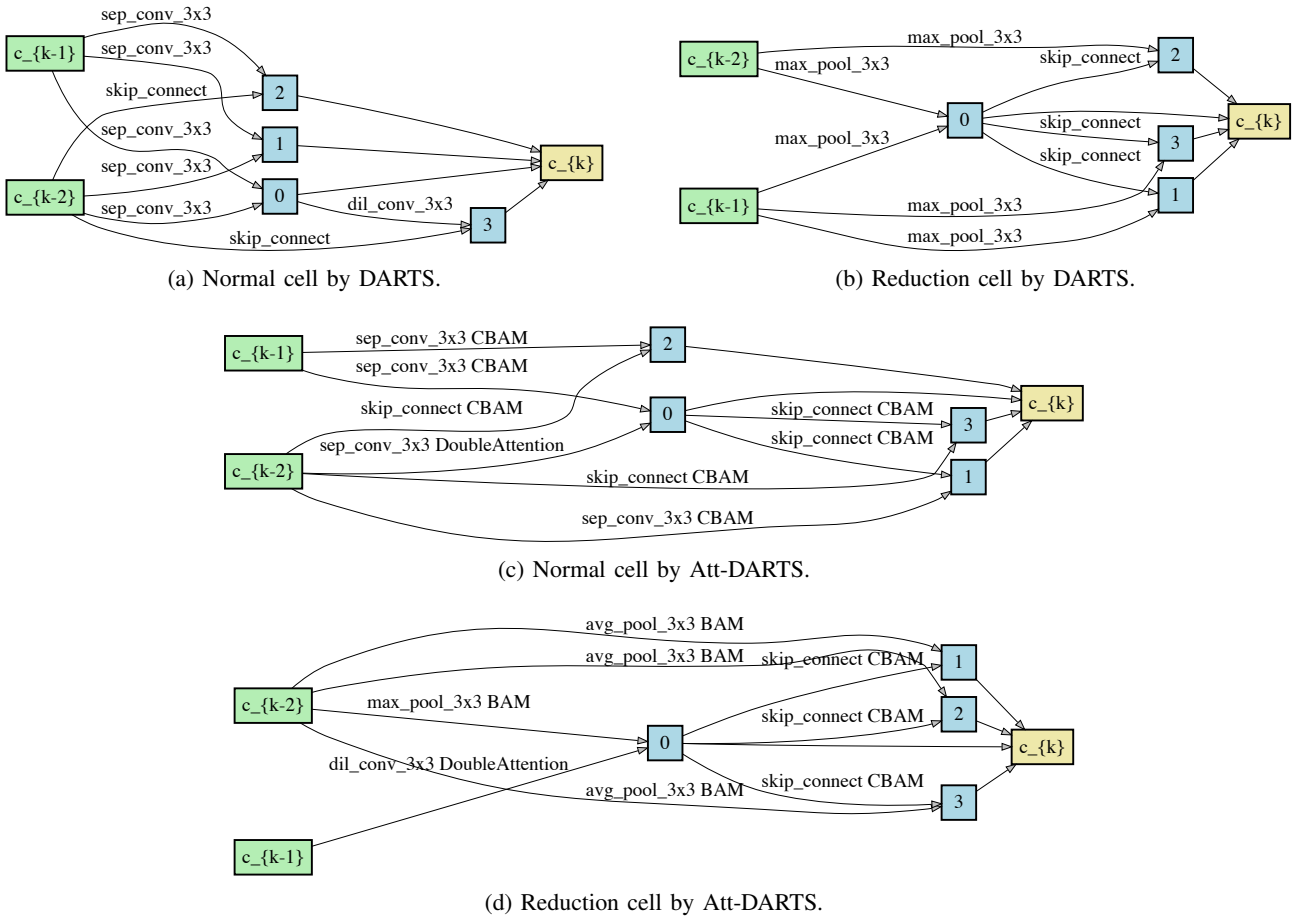 sep_conv_3x3
c_{k-1}
sep_conv_3x3
skip_connect
2
sep_conv_3x3
1
c_{k}
sep_conv_3x3
c_{k-2}
0
sep_conv_3x3
dil_conv_3x3
3
skip_connect
(a) Normal cell by DARTS.
max_pool_3x3
c_{k-2}
max_pool_3x3
skip_connect
2
0
skip_connect
c_{k}
max_pool_3x3
3
skip_connect
1
c_{k-1}
max_pool_3x3
max_pool_3x3
(b) Reduction cell by DARTS.
sep_conv_3x3 CBAM
2
c_{k-1}
sep_conv_3x3 CBAM
skip_connect CBAM
0
skip_connect CBAM
c_{k}
3
sep_conv_3x3 DoubleAttention
skip_connect CBAM
c_{k-2}
skip_connect CBAM
1
sep_conv_3x3 CBAM
(c) Normal cell by Att-DARTS.
avg_pool_3x3 BAM
avg_pool_3x3 BAM
skip_connect CBAM
1
c_{k-2}
max_pool_3x3 BAM
skip_connect CBAM
2
0
c_{k}
dil_conv_3x3 DoubleAttention
skip_connect CBAM
avg_pool_3x3 BAM
3
c_{k-1}
(d) Reduction cell by Att-DARTS.